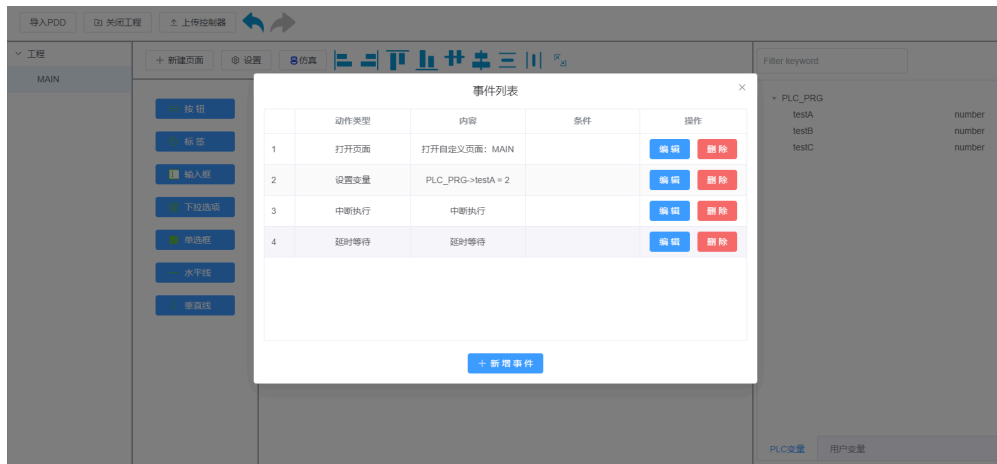 导入PDD 关闭工程 上传控制器
工程
MAIN
新建页面 设置 仿真
按钮
标签
输入框
下拉选项
单选框
水平线
垂直线
事件列表
动作类型 内容 条件 操作
1 打开页面 打开自定义页面：MAIN 编辑 删除
2 设置变量 PLC_PRG->testA = 2 编辑 删除
3 中断执行 中断执行 编辑 删除
4 延时等待 延时等待 编辑 删除
+ 新增事件
Filter keyword
PLC_PRG
testA number
testB number
testC number
PLC变量 用户变量